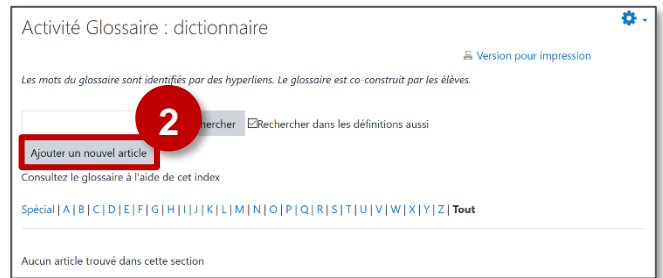 Activité Glossaire : dictionnaire
Version pour impression
Les mots du glossaire sont identifiés par des hyperliens. Le glossaire est co-construit par les élèves.
2
hercher Rechercher dans les définitions aussi
Ajouter un nouvel article
Consultez le glossaire à l'aide de cet index
Spécial | A | B | C | D | E | F | G | H | I | J | K | L | M | N | O | P | Q | R | S | T | U | V | W | X | Y | Z | Tout
Aucun article trouvé dans cette section